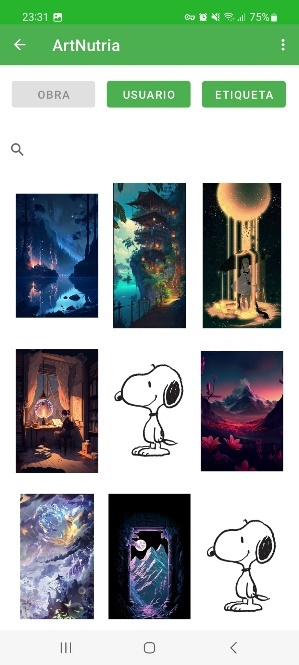 23:31 75%
ArtNutria
OBRA USUARIO ETIQUETA